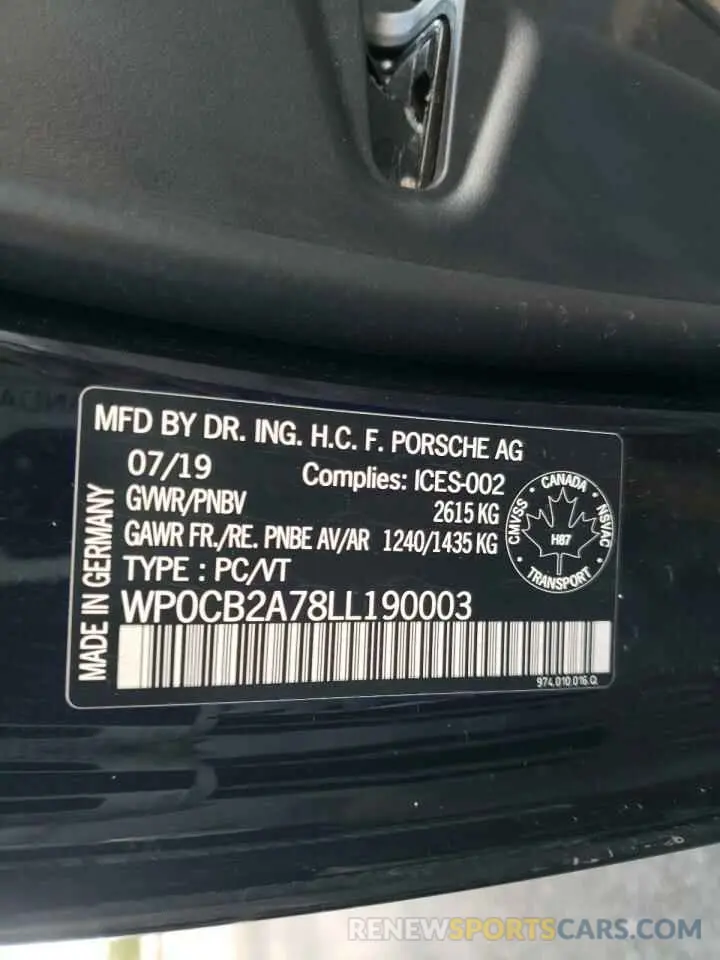 MFD BY DR. ING. H.C. F. PORSCHE AG
07/19
Complies: ICES-002
GVWR/PNBV 2615 KG
GAWR FR./RE. PNBE AV/AR 1240/1435 KG
TYPE : PC/VT
WP0CB2A78LL190003
MADE IN GERMANY
CANADA
CMVSS
NSVAC
H87
TRANSPORT
974.010.016.Q
RENEWSPORTSCARS.COM